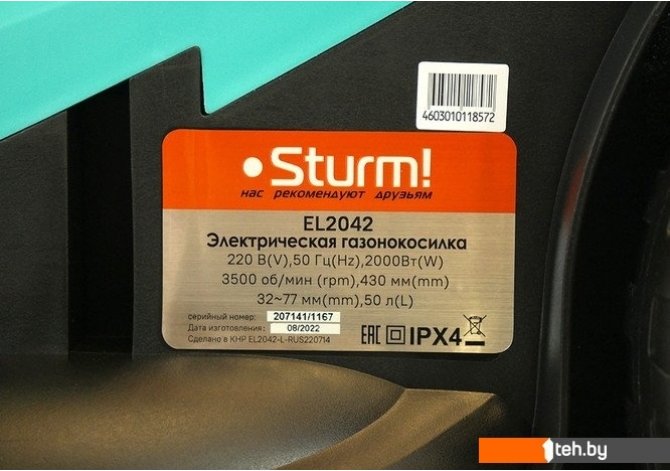 4603010118572
Sturm!
нас рекомендуют друзьям
EL2042
Электрическая газонокосилка
220 В(V),50 Гц(Hz),2000Вт(W)
3500 об/мин (rpm),430 мм(mm)
32~77 мм(mm),50 л(L)
серийный номер: 207141/1167
Дата изготовления: 08/2022
Сделано в КНР EL2042-L-RUS220714
EAC IPX4
1teh.by